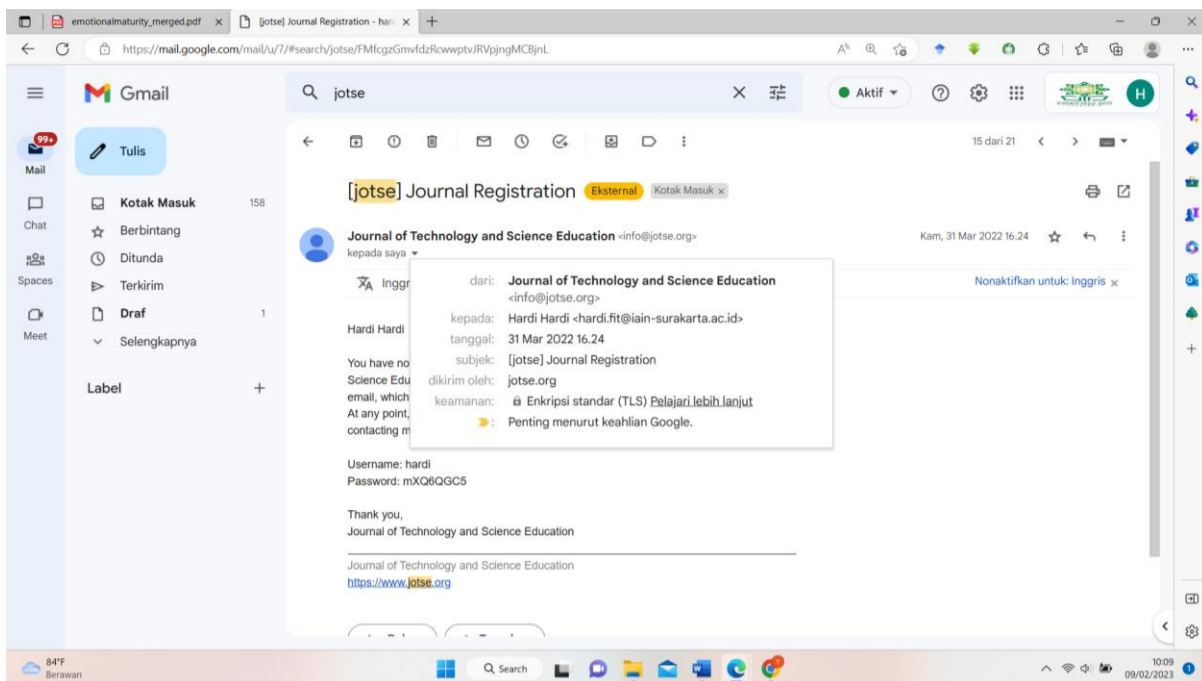 emotionalmaturity_merged.pdf
[jotse] Journal Registration - har
https://mail.google.com/mail/u/7/#search/jotse/FMfcgzGmvfdzRcwwptvJRVpjngMCBjnL
Gmail
jotse
Aktif
H
99+
Mail
Chat
Spaces
Meet
Tulis
Kotak Masuk 158
Berbintang
Ditunda
Terkirim
Draf 1
Selengkapnya
Label
15 dari 21
[jotse] Journal Registration Eksternal Kotak Masuk x
Journal of Technology and Science Education <info@jotse.org>
Kam, 31 Mar 2022 16.24
kepada saya
Inggr
Nonaktifkan untuk: Inggris x
dari: Journal of Technology and Science Education
<info@jotse.org>
kepada: Hardi Hardi <hardi.fit@iain-surakarta.ac.id>
tanggal: 31 Mar 2022 16.24
subjek: [jotse] Journal Registration
dikirim oleh: jotse.org
keamanan: Enkripsi standar (TLS) Pelajari lebih lanjut
: Penting menurut keahlian Google.
Hardi Hardi
You have no
Science Edu
email, which
At any point,
contacting m
Username: hardi
Password: mXQ6QGC5
Thank you,
Journal of Technology and Science Education
Journal of Technology and Science Education
https://www.jotse.org
84°F
Berawan
Search
10:09
09/02/2023
1